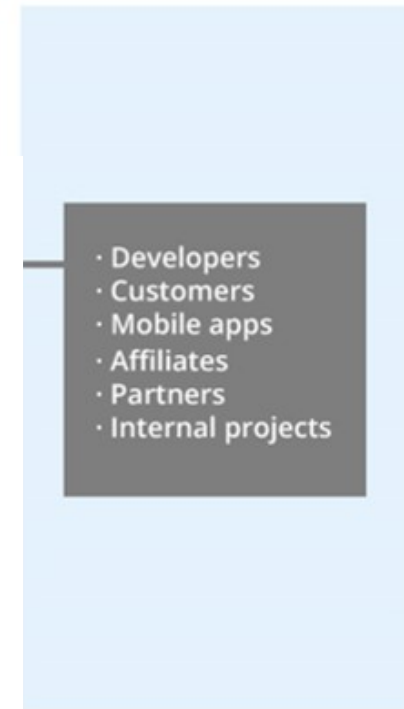 · Developers
· Customers
· Mobile apps
· Affiliates
· Partners
· Internal projects